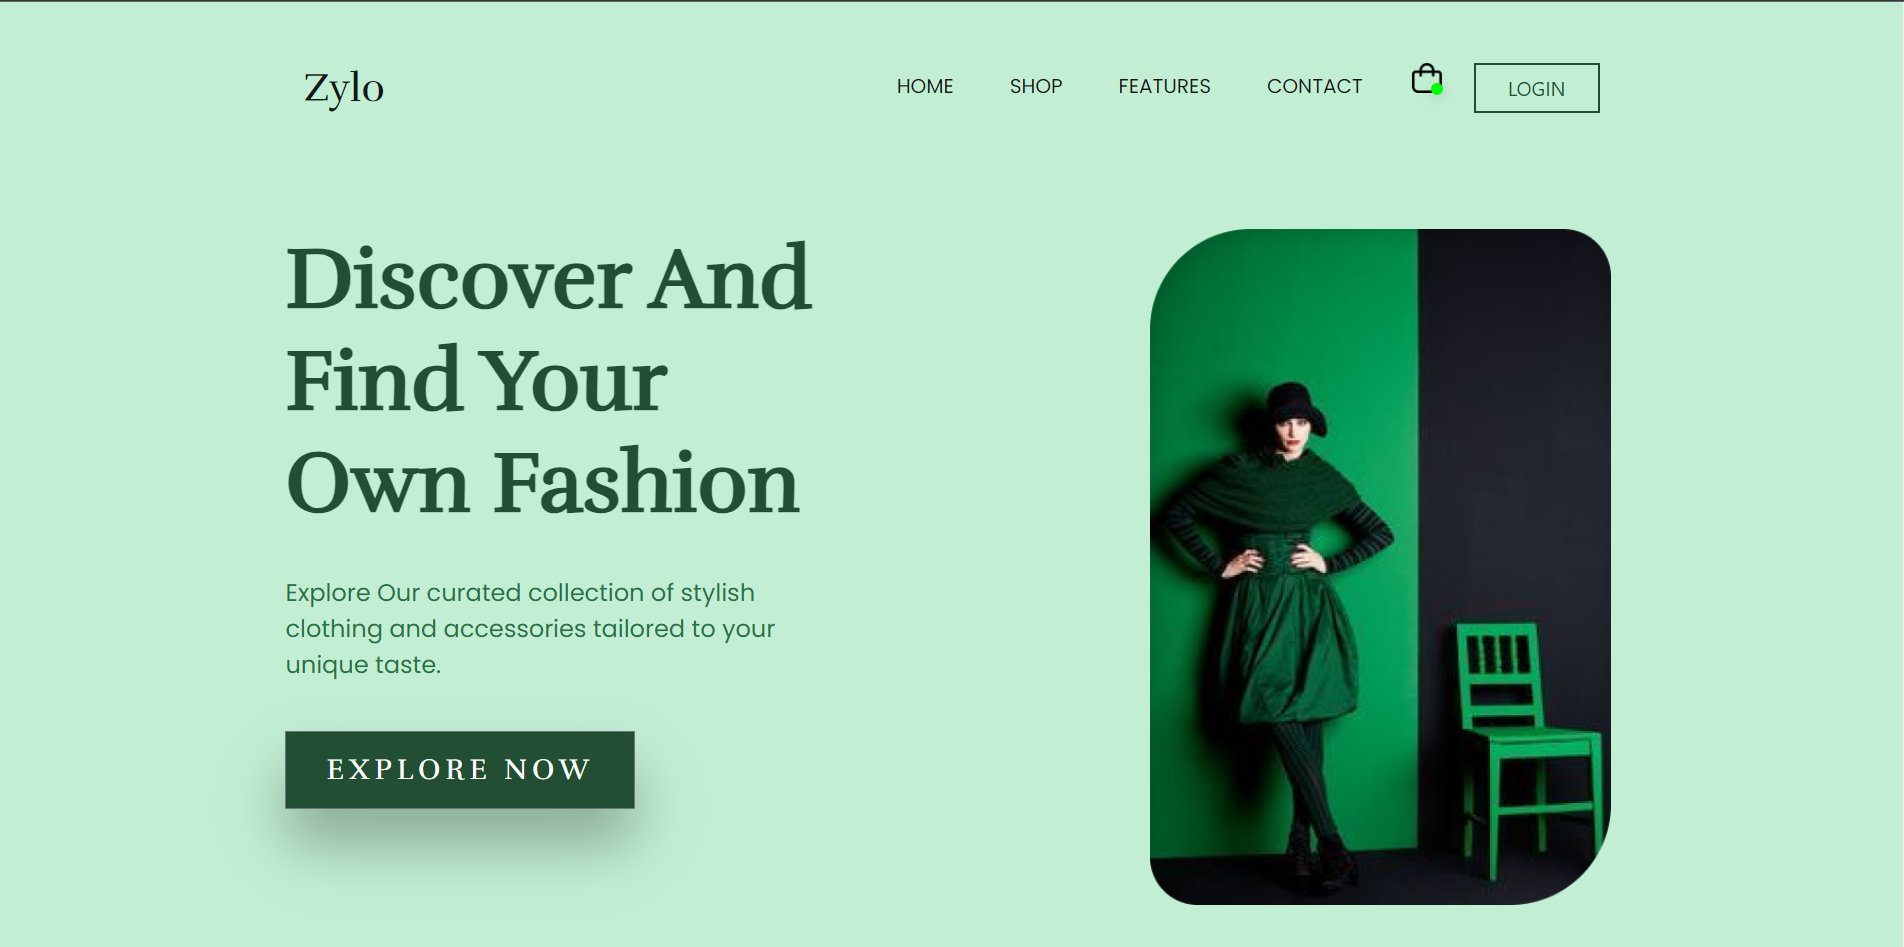 Zylo
HOME SHOP FEATURES CONTACT LOGIN
Discover And
Find Your
Own Fashion
Explore Our curated collection of stylish
clothing and accessories tailored to your
unique taste.
EXPLORE NOW